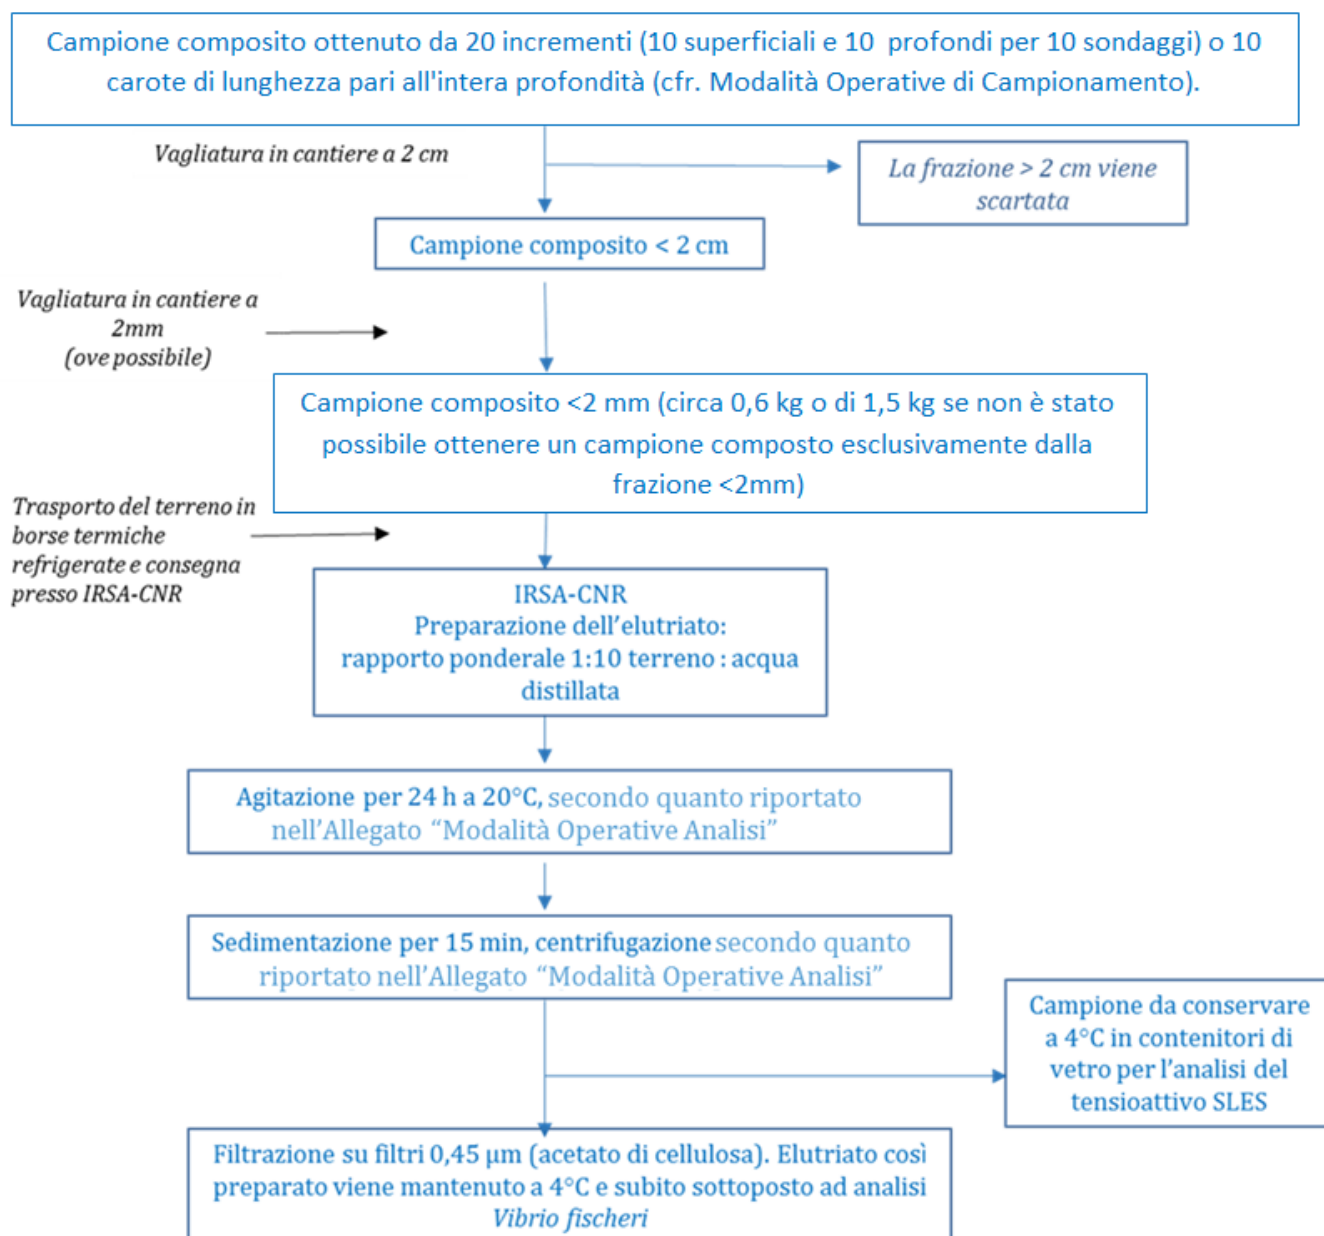 Campione composito ottenuto da 20 incrementi (10 superficiali e 10 profondi per 10 sondaggi) o 10
carote di lunghezza pari all'intera profondità (cfr. Modalità Operative di Campionamento).
Vagliatura in cantiere a 2 cm
La frazione > 2 cm viene
scartata
Campione composito < 2 cm
Vagliatura in cantiere a
2mm
(ove possibile)
Campione composito <2 mm (circa 0,6 kg o di 1,5 kg se non è stato
possibile ottenere un campione composto esclusivamente dalla
frazione <2mm)
Trasporto del terreno in
borse termiche
refrigerate e consegna
presso IRSA-CNR
IRSA-CNR
Preparazione dell’elutriato:
rapporto ponderale 1:10 terreno : acqua
distillata
Agitazione per 24 h a 20°C, secondo quanto riportato
nell’Allegato “Modalità Operative Analisi”
Sedimentazione per 15 min, centrifugazione secondo quanto
riportato nell’Allegato “Modalità Operative Analisi”
Campione da conservare
a 4°C in contenitori di
vetro per l’analisi del
tensioattivo SLES
Filtrazione su filtri 0,45 µm (acetato di cellulosa). Elutriato così
preparato viene mantenuto a 4°C e subito sottoposto ad analisi
Vibrio fischeri